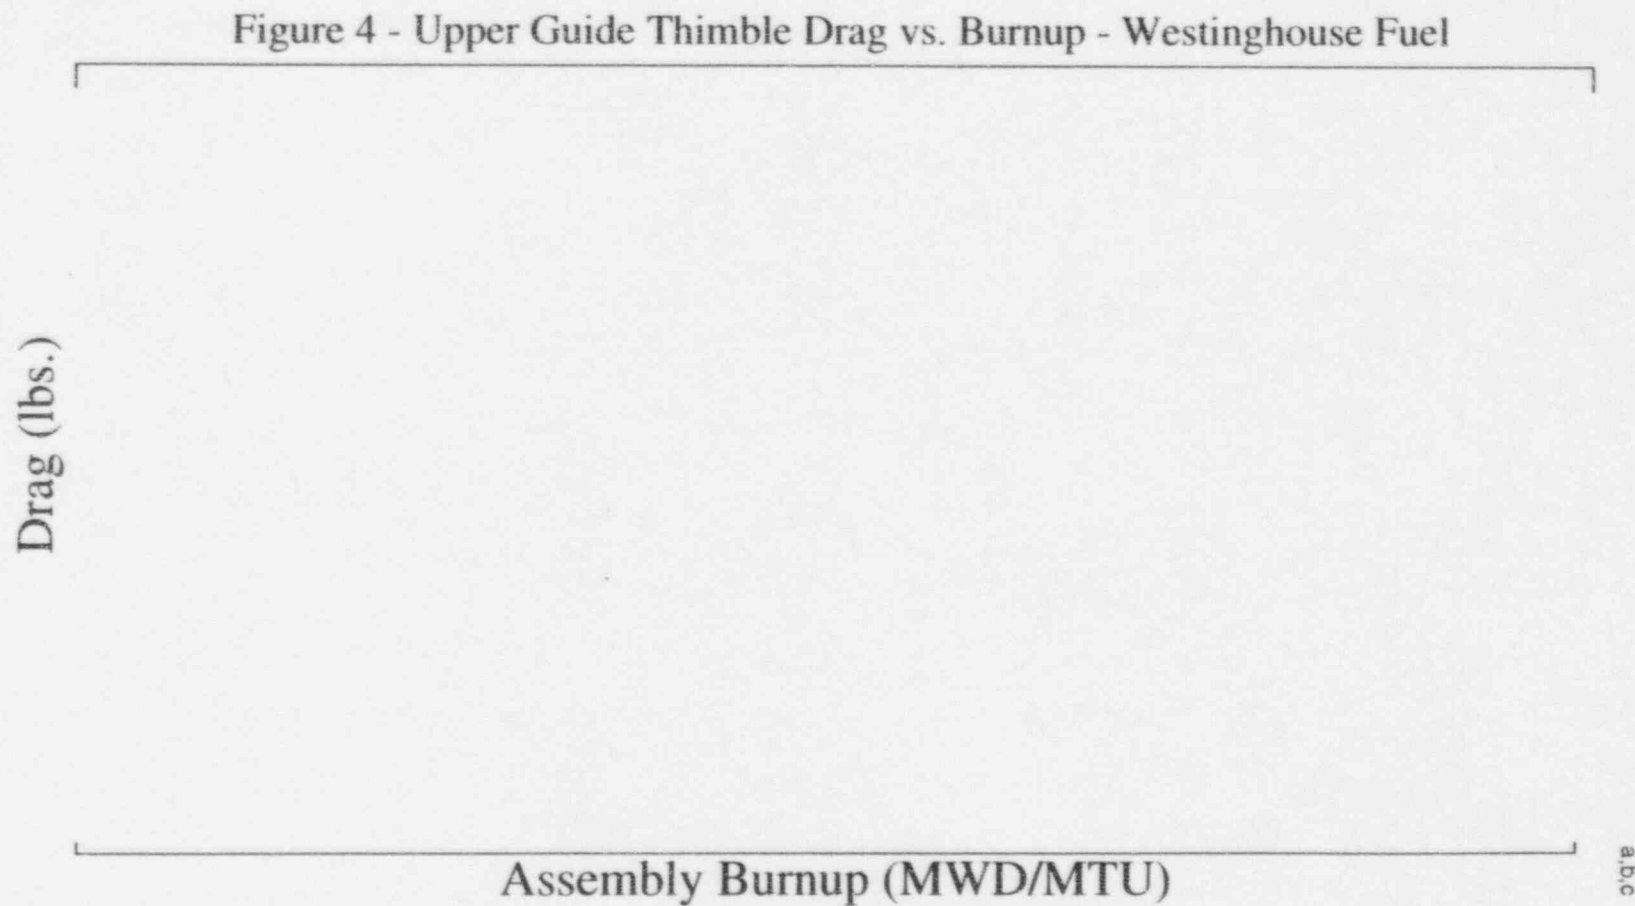 Figure 4 - Upper Guide Thimble Drag vs. Burnup - Westinghouse Fuel
Drag (lbs.)
Assembly Burnup (MWD/MTU)
a,b,c